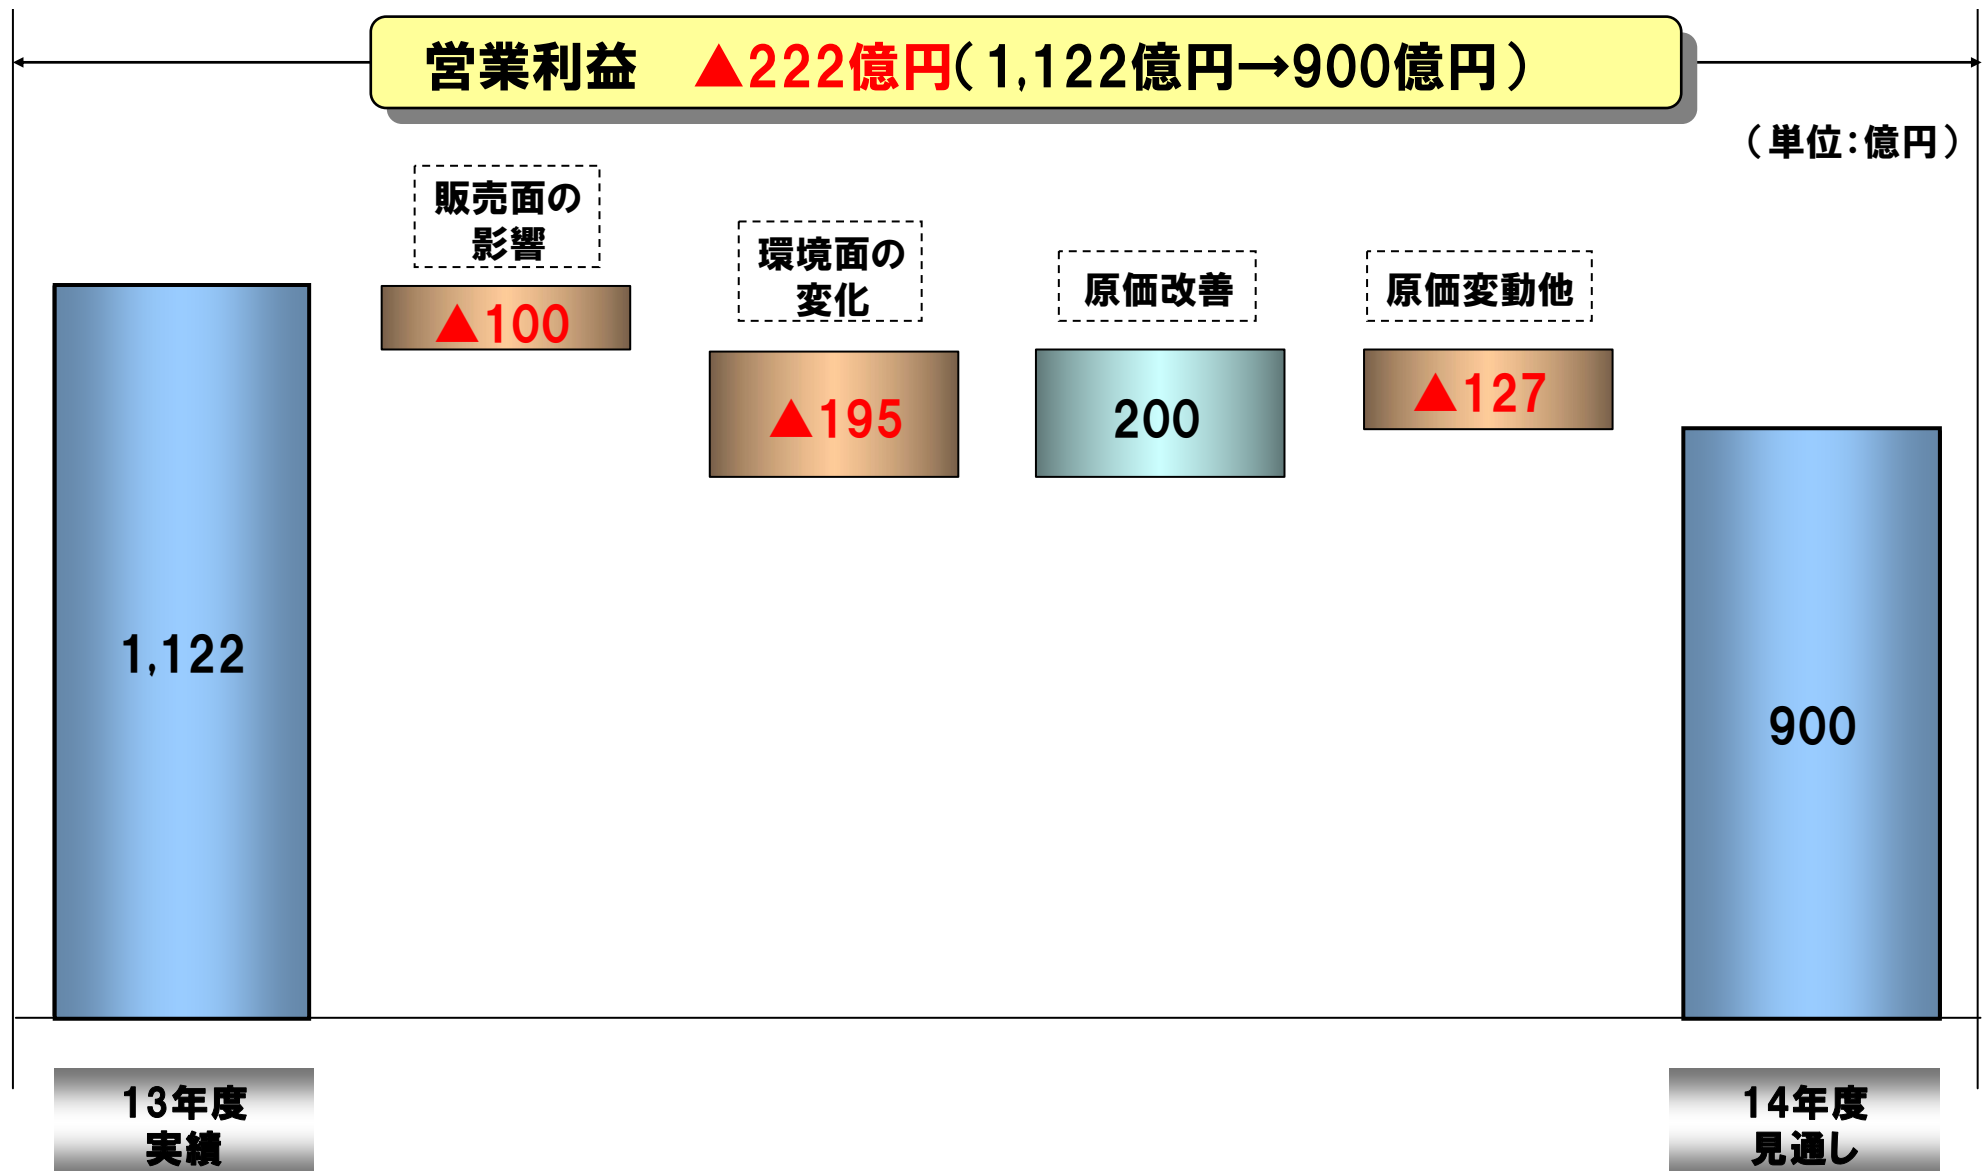 営業利益 ▲222億円(1,122億円→900億円)
(単位:億円)
販売面の
影響
▲100
環境面の
変化
▲195
原価改善
200
原価変動他
▲127
1,122
900
13年度
実績
14年度
見通し